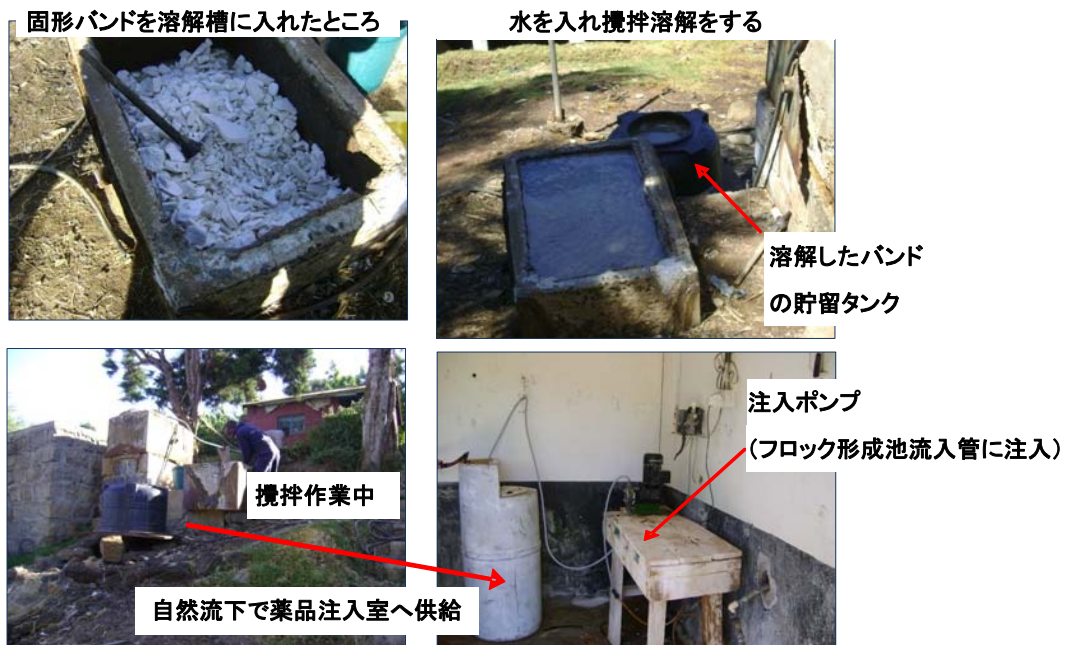 固形バンドを溶解槽に入れたところ
水を入れ攪拌溶解をする
溶解したバンド
の貯留タンク
注入ポンプ
（フロック形成池流入管に注入）
攪拌作業中
自然流下で薬品注入室へ供給